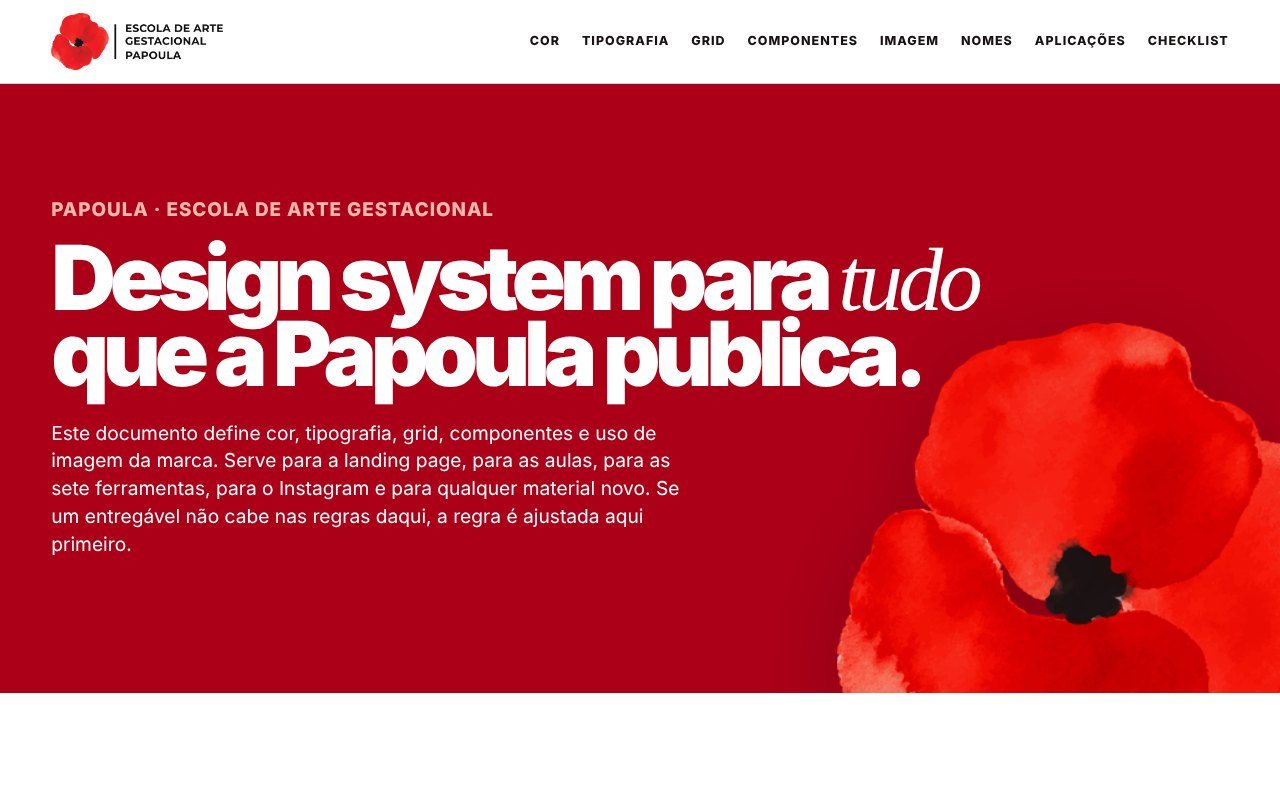 ESCOLA DE ARTE
GESTACIONAL
PAPOULA
COR TIPOGRAFIA GRID COMPONENTES IMAGEM NOMES APLICAÇÕES CHECKLIST
PAPOULA · ESCOLA DE ARTE GESTACIONAL
Design system para tudo
que a Papoula publica.
Este documento define cor, tipografia, grid, componentes e uso de
imagem da marca. Serve para a landing page, para as aulas, para as
sete ferramentas, para o Instagram e para qualquer material novo. Se
um entregável não cabe nas regras daqui, a regra é ajustada aqui
primeiro.